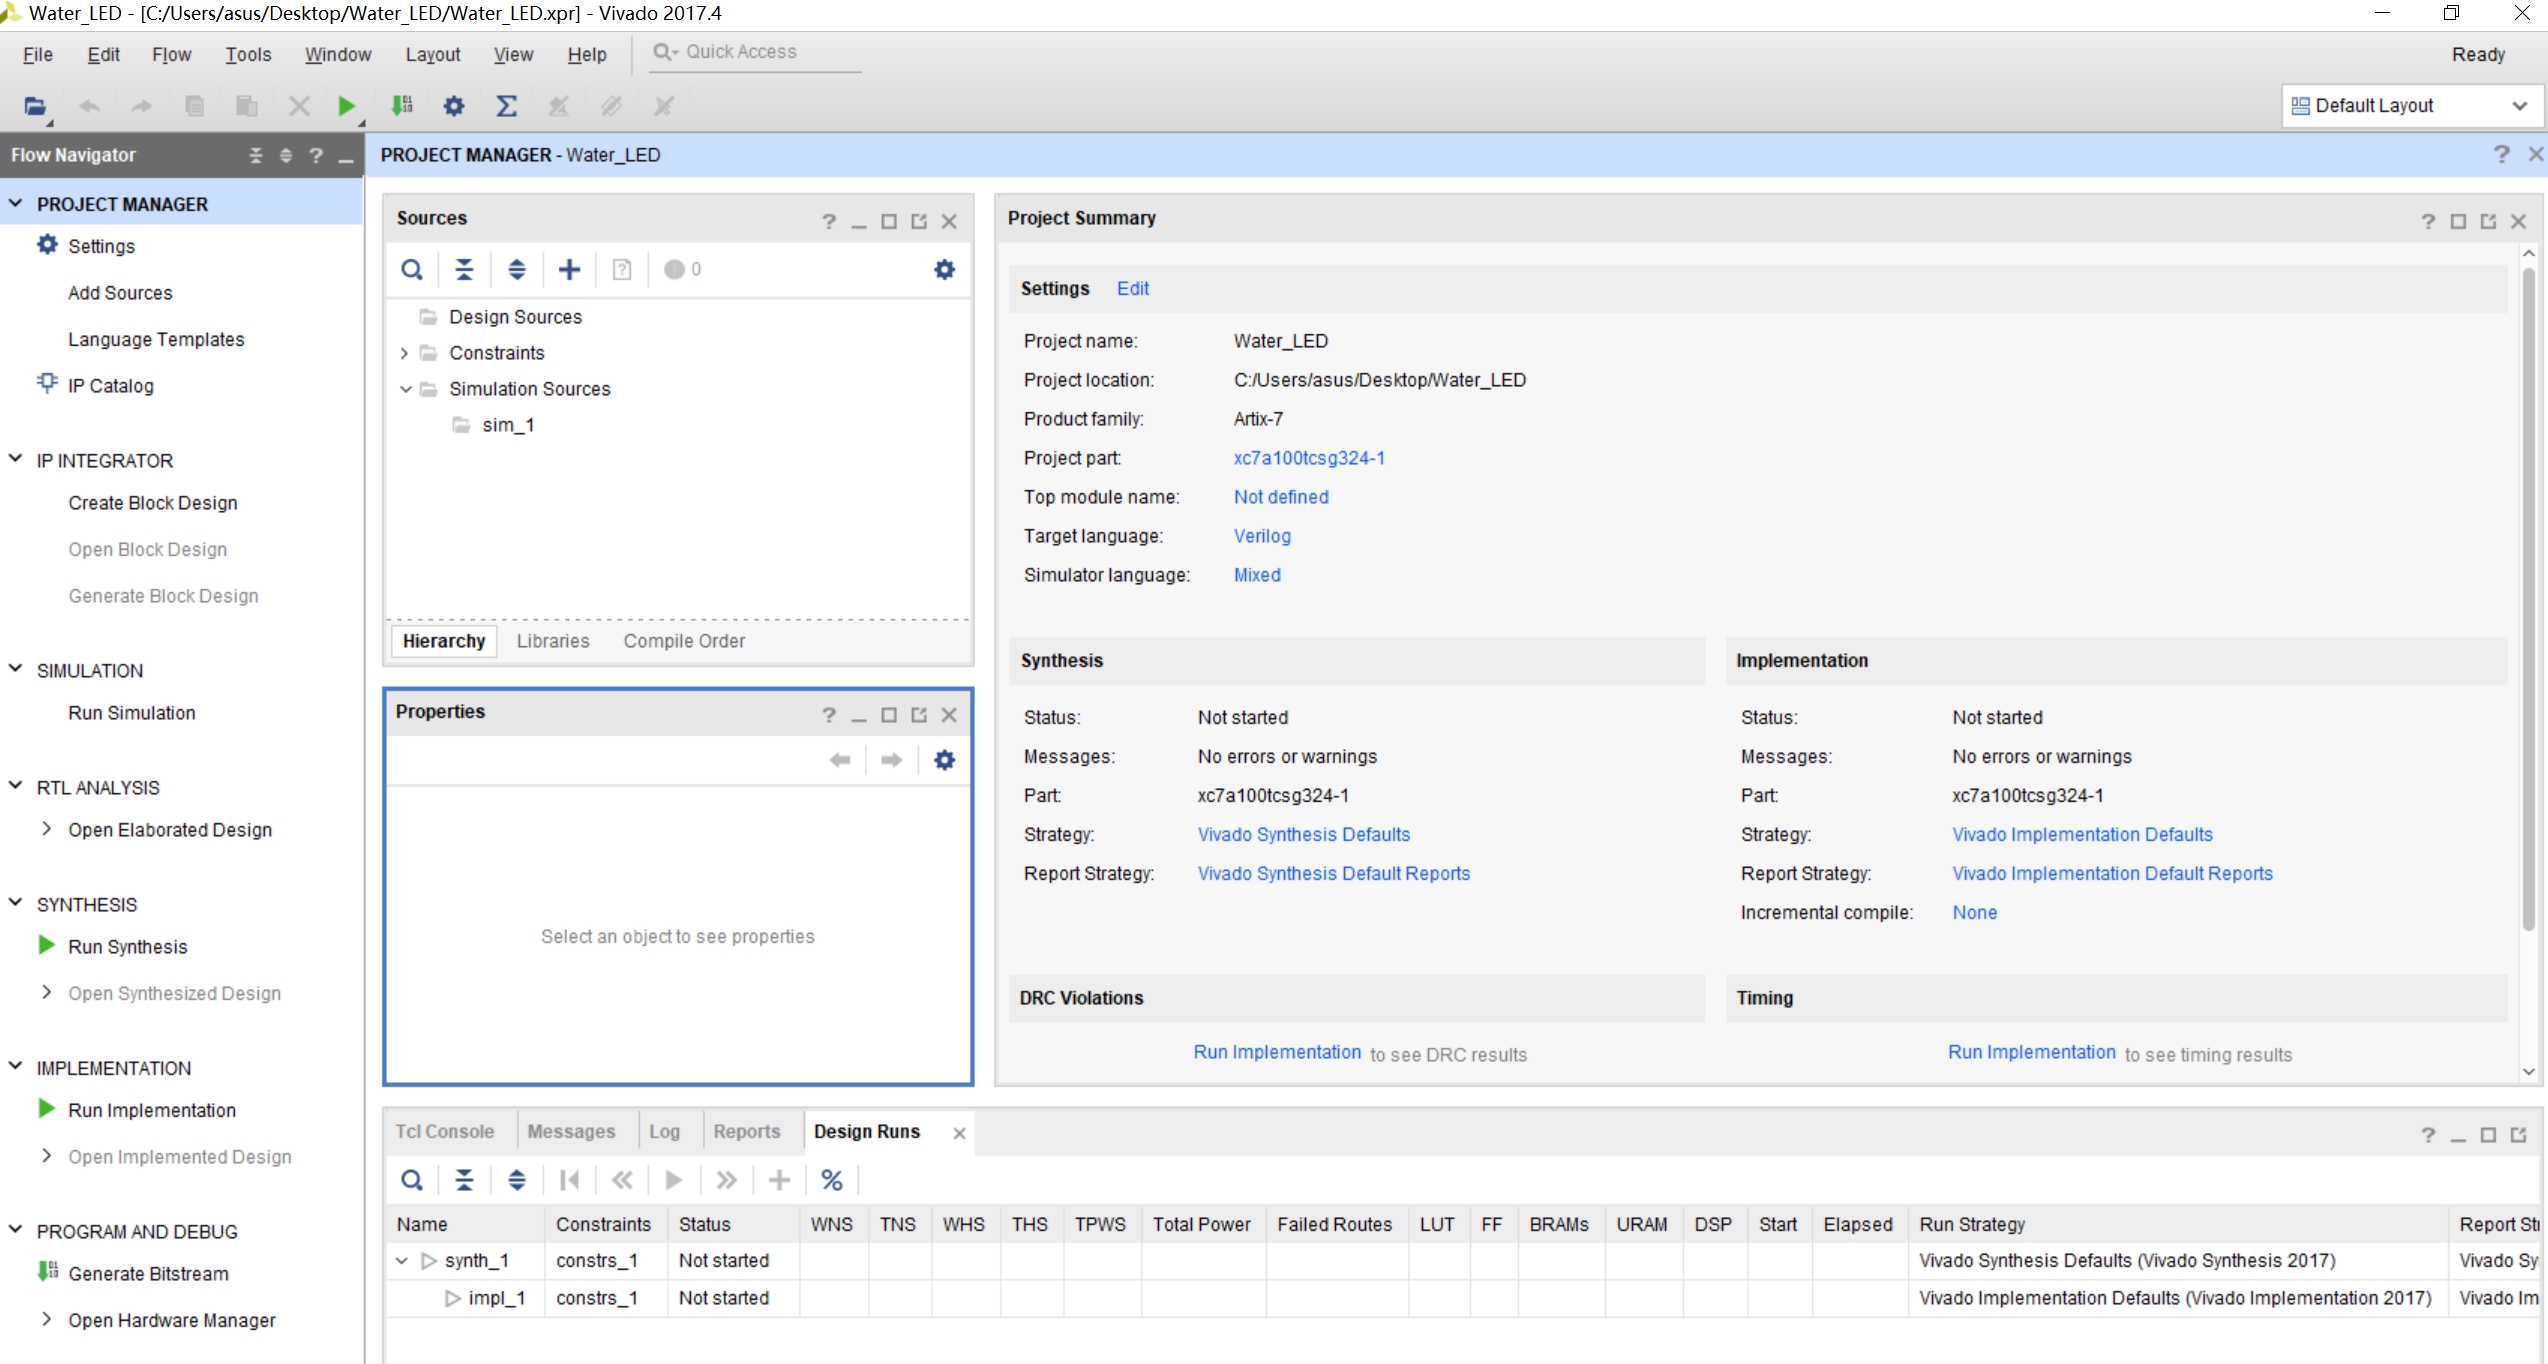 Water_LED - [C:/Users/asus/Desktop/Water_LED/Water_LED.xpr] - Vivado 2017.4
File Edit Flow Tools Window Layout View Help Quick Access Ready
Default Layout
Flow Navigator
PROJECT MANAGER
Settings
Add Sources
Language Templates
IP Catalog
IP INTEGRATOR
Create Block Design
Open Block Design
Generate Block Design
SIMULATION
Run Simulation
RTL ANALYSIS
Open Elaborated Design
SYNTHESIS
Run Synthesis
Open Synthesized Design
IMPLEMENTATION
Run Implementation
Open Implemented Design
PROGRAM AND DEBUG
Generate Bitstream
Open Hardware Manager
PROJECT MANAGER - Water_LED
Sources
0
Design Sources
Constraints
Simulation Sources
sim_1
Hierarchy Libraries Compile Order
Properties
Select an object to see properties
Project Summary
Settings Edit
Project name: Water_LED
Project location: C:/Users/asus/Desktop/Water_LED
Product family: Artix-7
Project part: xc7a100tcsg324-1
Top module name: Not defined
Target language: Verilog
Simulator language: Mixed
Synthesis
Status: Not started
Messages: No errors or warnings
Part: xc7a100tcsg324-1
Strategy: Vivado Synthesis Defaults
Report Strategy: Vivado Synthesis Default Reports
Implementation
Status: Not started
Messages: No errors or warnings
Part: xc7a100tcsg324-1
Strategy: Vivado Implementation Defaults
Report Strategy: Vivado Implementation Default Reports
Incremental compile: None
DRC Violations
Run Implementation to see DRC results
Timing
Run Implementation to see timing results
Tcl Console Messages Log Reports Design Runs
Name Constraints Status WNS TNS WHS THS TPWS Total Power Failed Routes LUT FF BRAMs URAM DSP Start Elapsed Run Strategy Report Str
synth_1 constrs_1 Not started Vivado Synthesis Defaults (Vivado Synthesis 2017) Vivado Sy
impl_1 constrs_1 Not started Vivado Implementation Defaults (Vivado Implementation 2017) Vivado Im